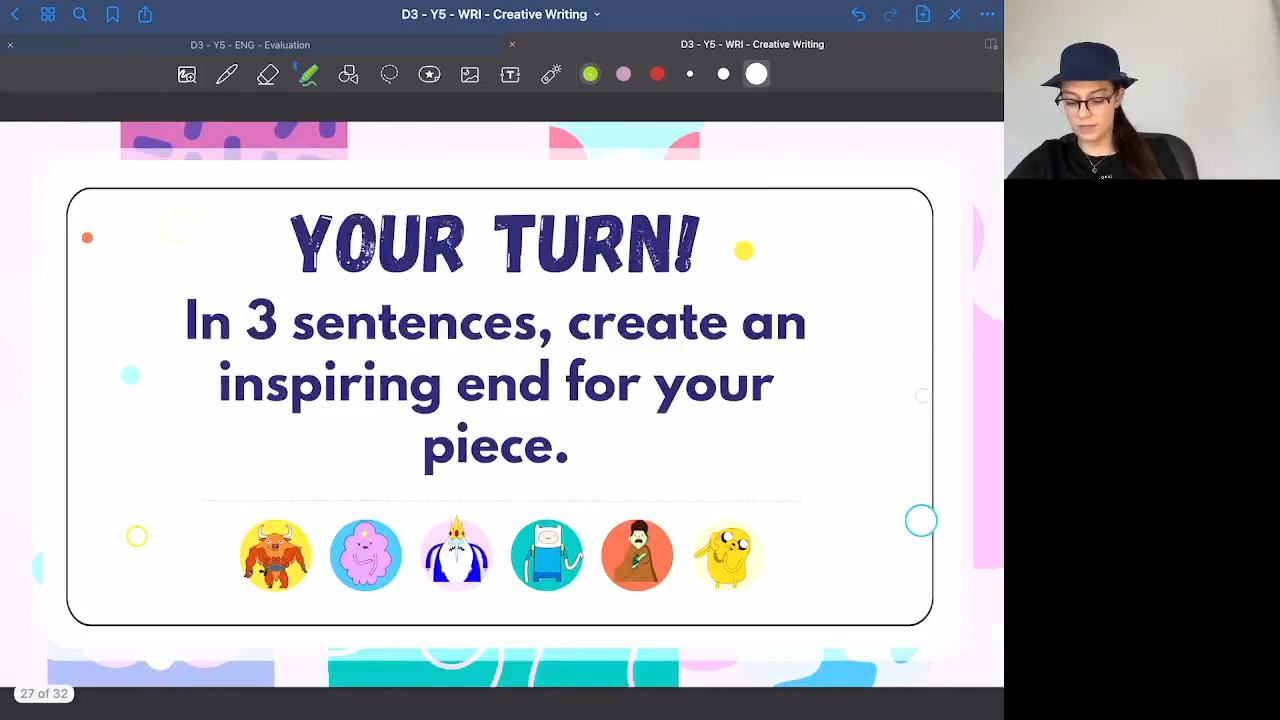 D3 - Y5 - WRI - Creative Writing
D3 - Y5 - ENG - Evaluation
D3 - Y5 - WRI - Creative Writing
YOUR TURN!
In 3 sentences, create an
inspiring end for your
piece.
27 of 32